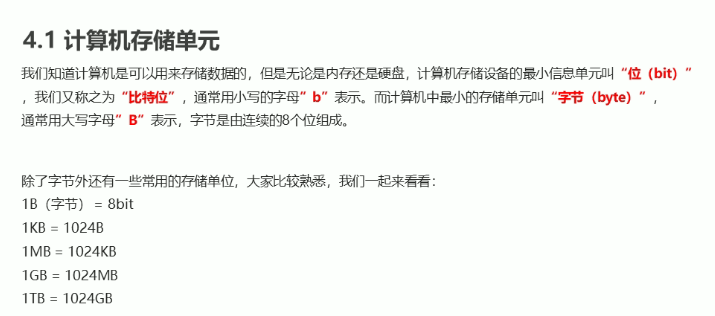 4.1 计算机存储单元
我们知道计算机是可以用来存储数据的，但是无论是内存还是硬盘，计算机存储设备的最小信息单元叫“位（bit）”
，我们又称之为“比特位”，通常用小写的字母“b”表示。而计算机中最小的存储单元叫“字节（byte）”，
通常用大写字母”B”表示，字节是由连续的8个位组成。
除了字节外还有一些常用的存储单位，大家比较熟悉，我们一起来看看：
1B（字节）= 8bit
1KB = 1024B
1MB = 1024KB
1GB = 1024MB
1TB = 1024GB